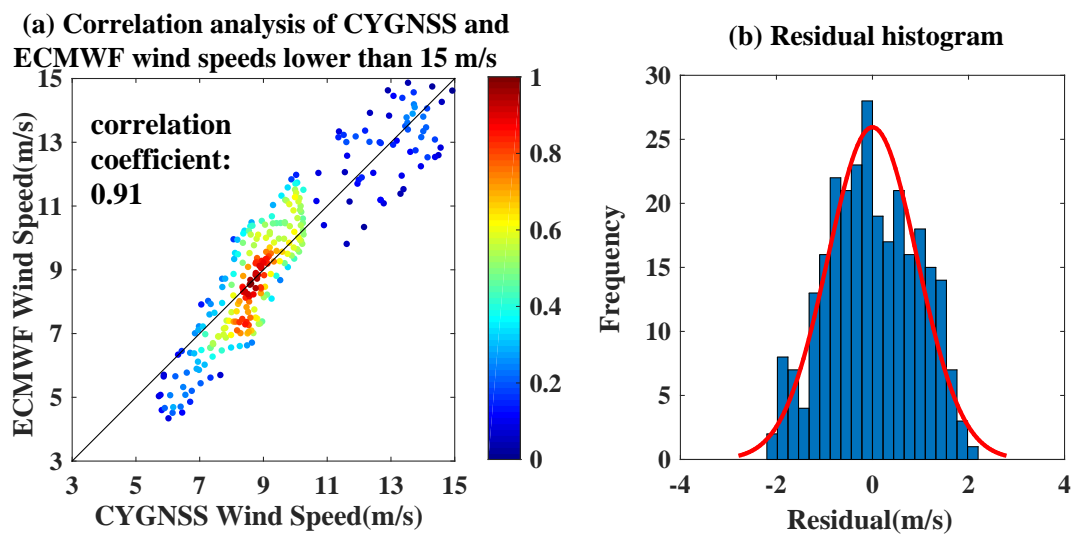 (a) Correlation analysis of CYGNSS and
ECMWF wind speeds lower than 15 m/s
correlation
coefficient:
0.91
ECMWF Wind Speed(m/s)
15
13
11
9
7
5
3
3 5 7 9 11 13 15
CYGNSS Wind Speed(m/s)
1
0.8
0.6
0.4
0.2
0
(b) Residual histogram
Frequency
30
25
20
15
10
5
0
-4 -2 0 2 4
Residual(m/s)